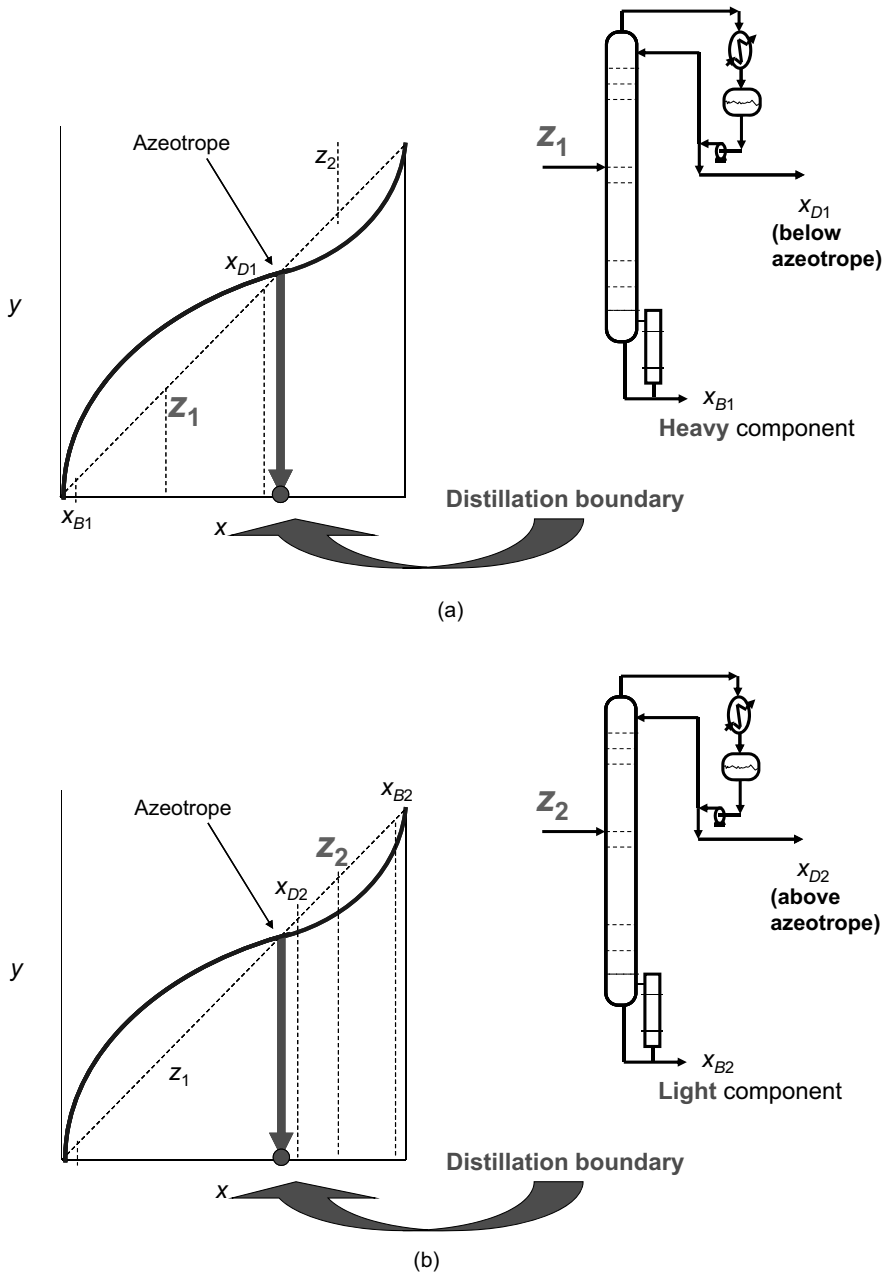 Azeotrope
z2
xD1
y
z1
xB1
x
z1
xD1
(below
azeotrope)
xB1
Heavy component
Distillation boundary
(a)
Azeotrope
xB2
z2
xD2
y
z1
x
z2
xD2
(above
azeotrope)
xB2
Light component
Distillation boundary
(b)